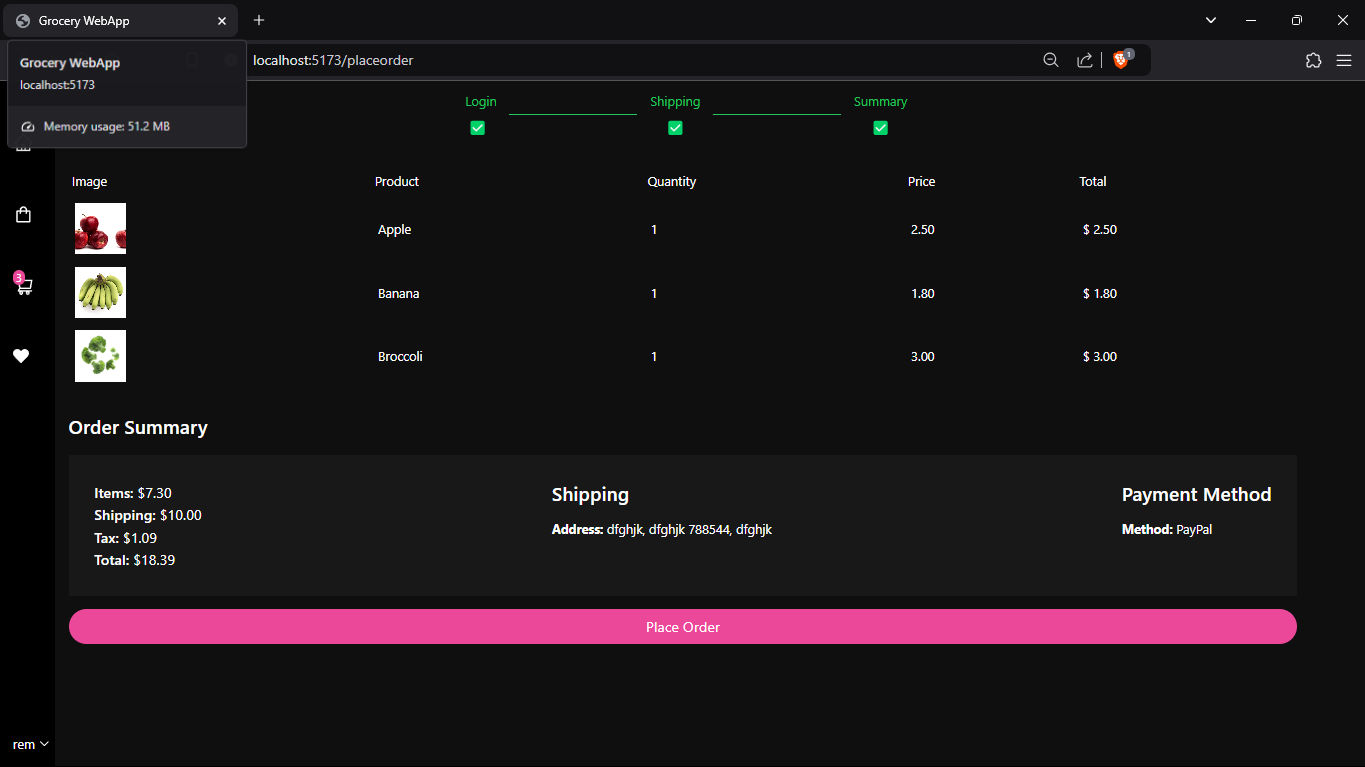 Grocery WebApp
localhost:5173/placeorder
1
Grocery WebApp
localhost:5173
Memory usage: 51.2 MB
Login Shipping Summary
Image Product Quantity Price Total
Apple 1 2.50 $ 2.50
3
Banana 1 1.80 $ 1.80
Broccoli 1 3.00 $ 3.00
Order Summary
Items: $7.30
Shipping: $10.00
Tax: $1.09
Total: $18.39
Shipping
Address: dfghjk, dfghjk 788544, dfghjk
Payment Method
Method: PayPal
Place Order
rem